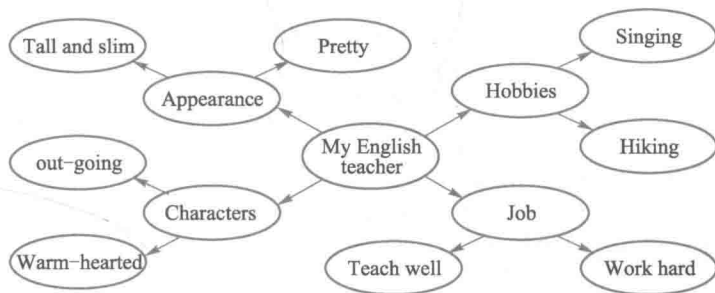 Tall and slim
Pretty
Singing
Appearance
Hobbies
out-going
My English
teacher
Hiking
Characters
Job
Warm-hearted
Teach well
Work hard